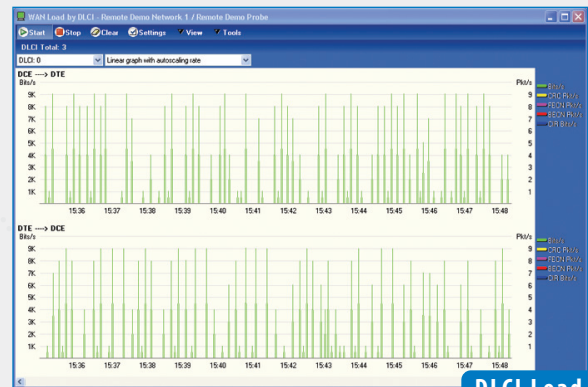 WAN Load by DLCI - Remote Demo Network 1 / Remote Demo Probe
Start Stop Clear Settings View Tools
DLCI Total: 3
DLCI: 0 Linear graph with autoscaling rate
DCE ----> DTE
Bits/s Pkt/s
9K 9
8K 8
7K 7
6K 6
5K 5
4K 4
3K 3
2K 2
1K 1
15:36 15:37 15:38 15:39 15:40 15:41 15:42 15:43 15:44 15:45 15:46 15:47 15:48
Bits/s
CRC Pkt/s
FECN Pkt/s
BECN Pkt/s
CIR Bits/s
DTE ----> DCE
Bits/s Pkt/s
9K 9
8K 8
7K 7
6K 6
5K 5
4K 4
3K 3
2K 2
1K 1
15:36 15:37 15:38 15:39 15:40 15:41 15:42 15:43 15:44 15:45 15:46 15:47 15:48
Bits/s
CRC Pkt/s
FECN Pkt/s
BECN Pkt/s
CIR Bits/s
DLCI Load